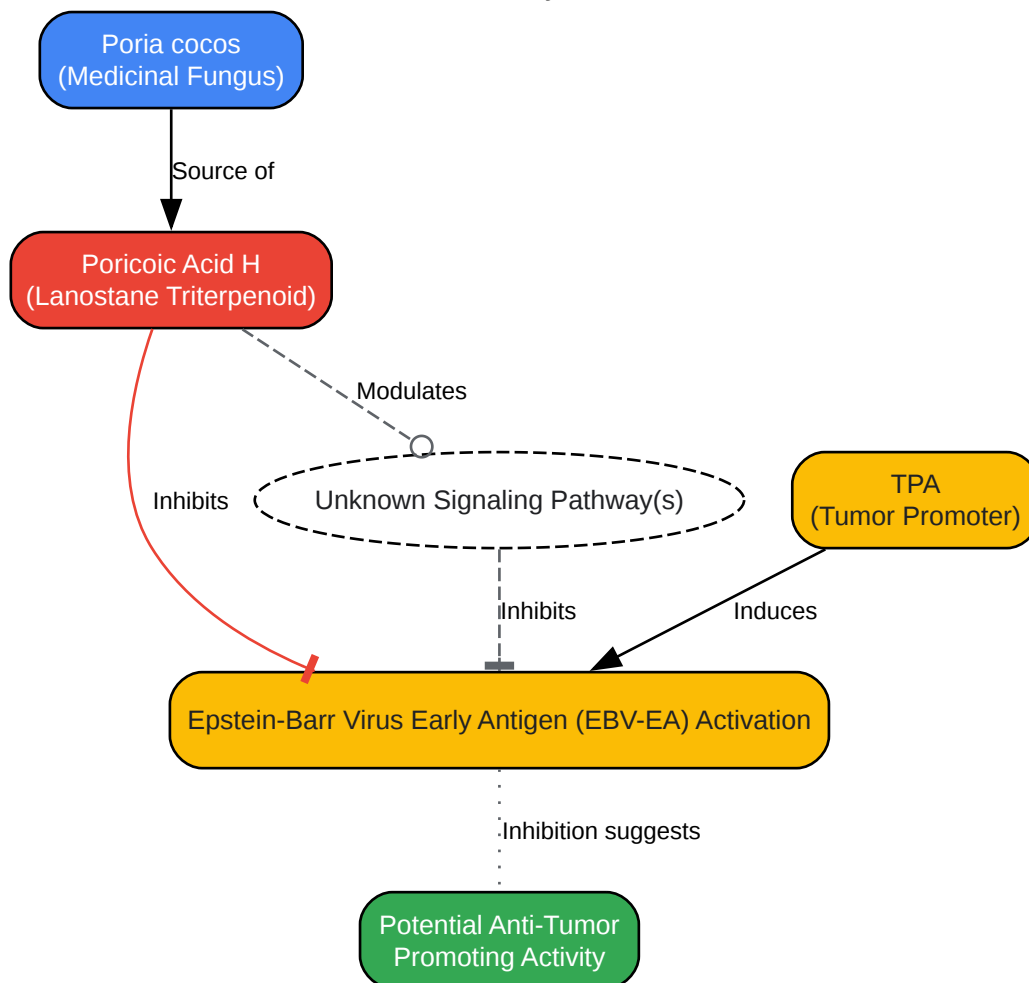 Poria cocos
(Medicinal Fungus)
Source of
Poricoic Acid H
(Lanostane Triterpenoid)
Modulates
Inhibits
Unknown Signaling Pathway(s)
TPA
(Tumor Promoter)
Inhibits
Induces
Epstein-Barr Virus Early Antigen (EBV-EA) Activation
Inhibition suggests
Potential Anti-Tumor
Promoting Activity